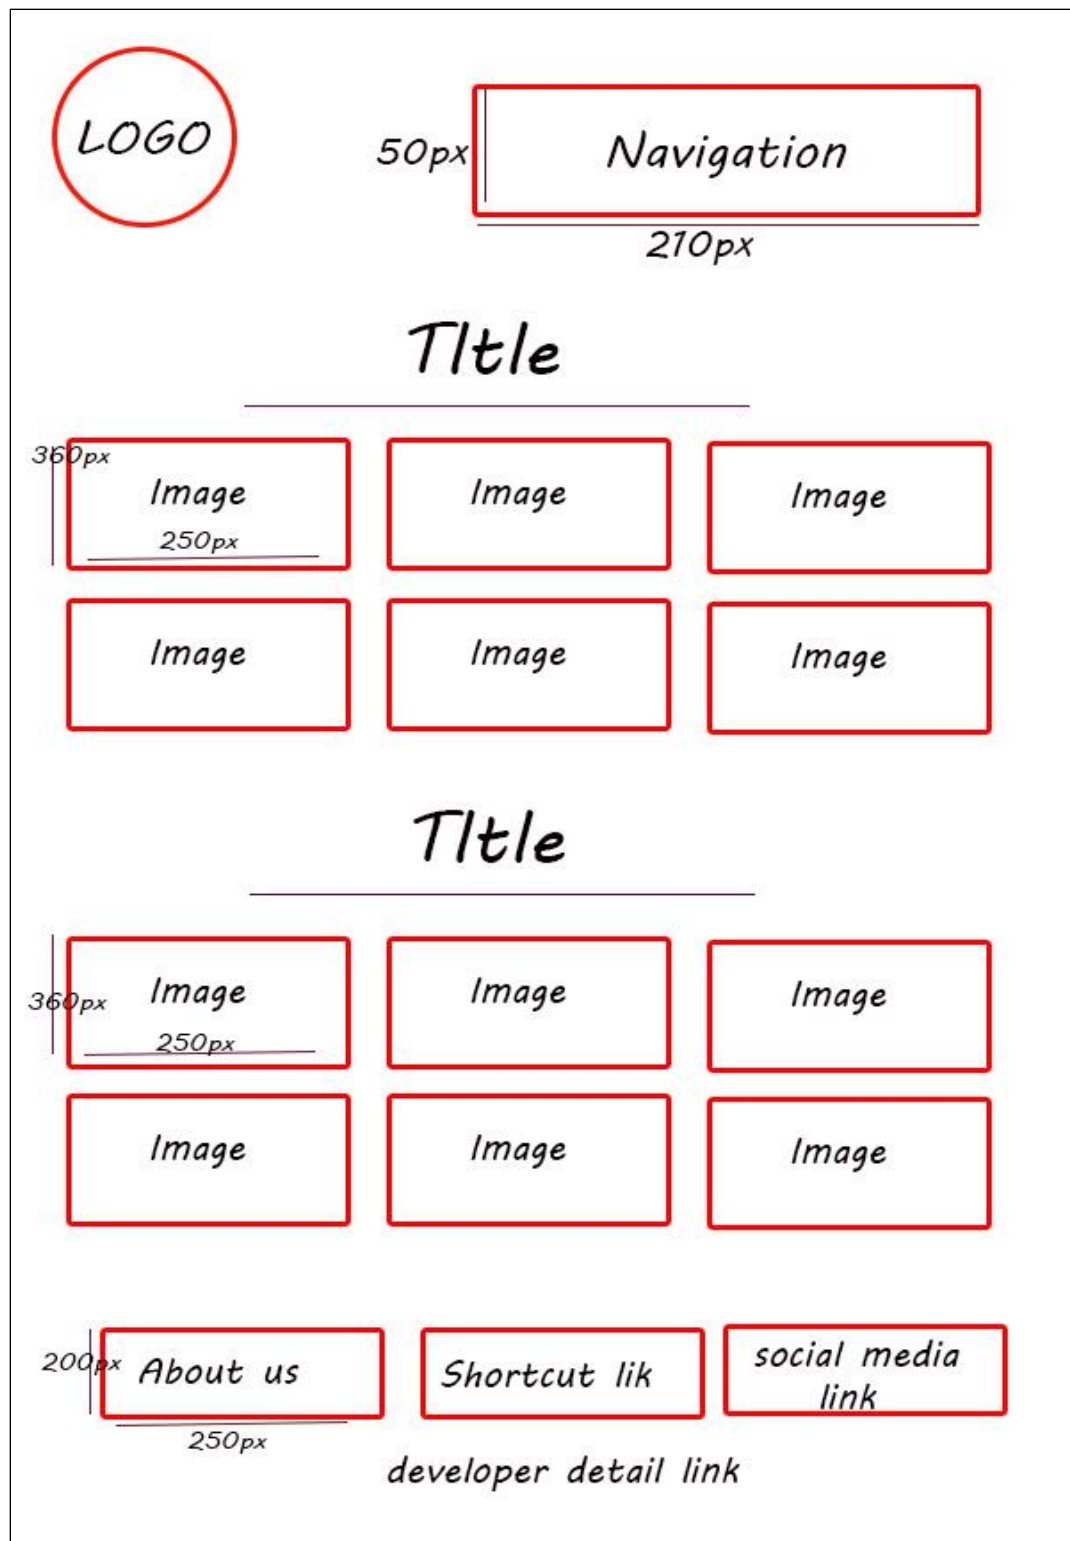 LOGO
50px
Navigation
210px
TItle
360px
Image
Image
Image
250px
Image
Image
Image
TItle
360px
Image
Image
Image
250px
Image
Image
Image
200px
About us
Shortcut lik
social media
link
250px
developer detail link